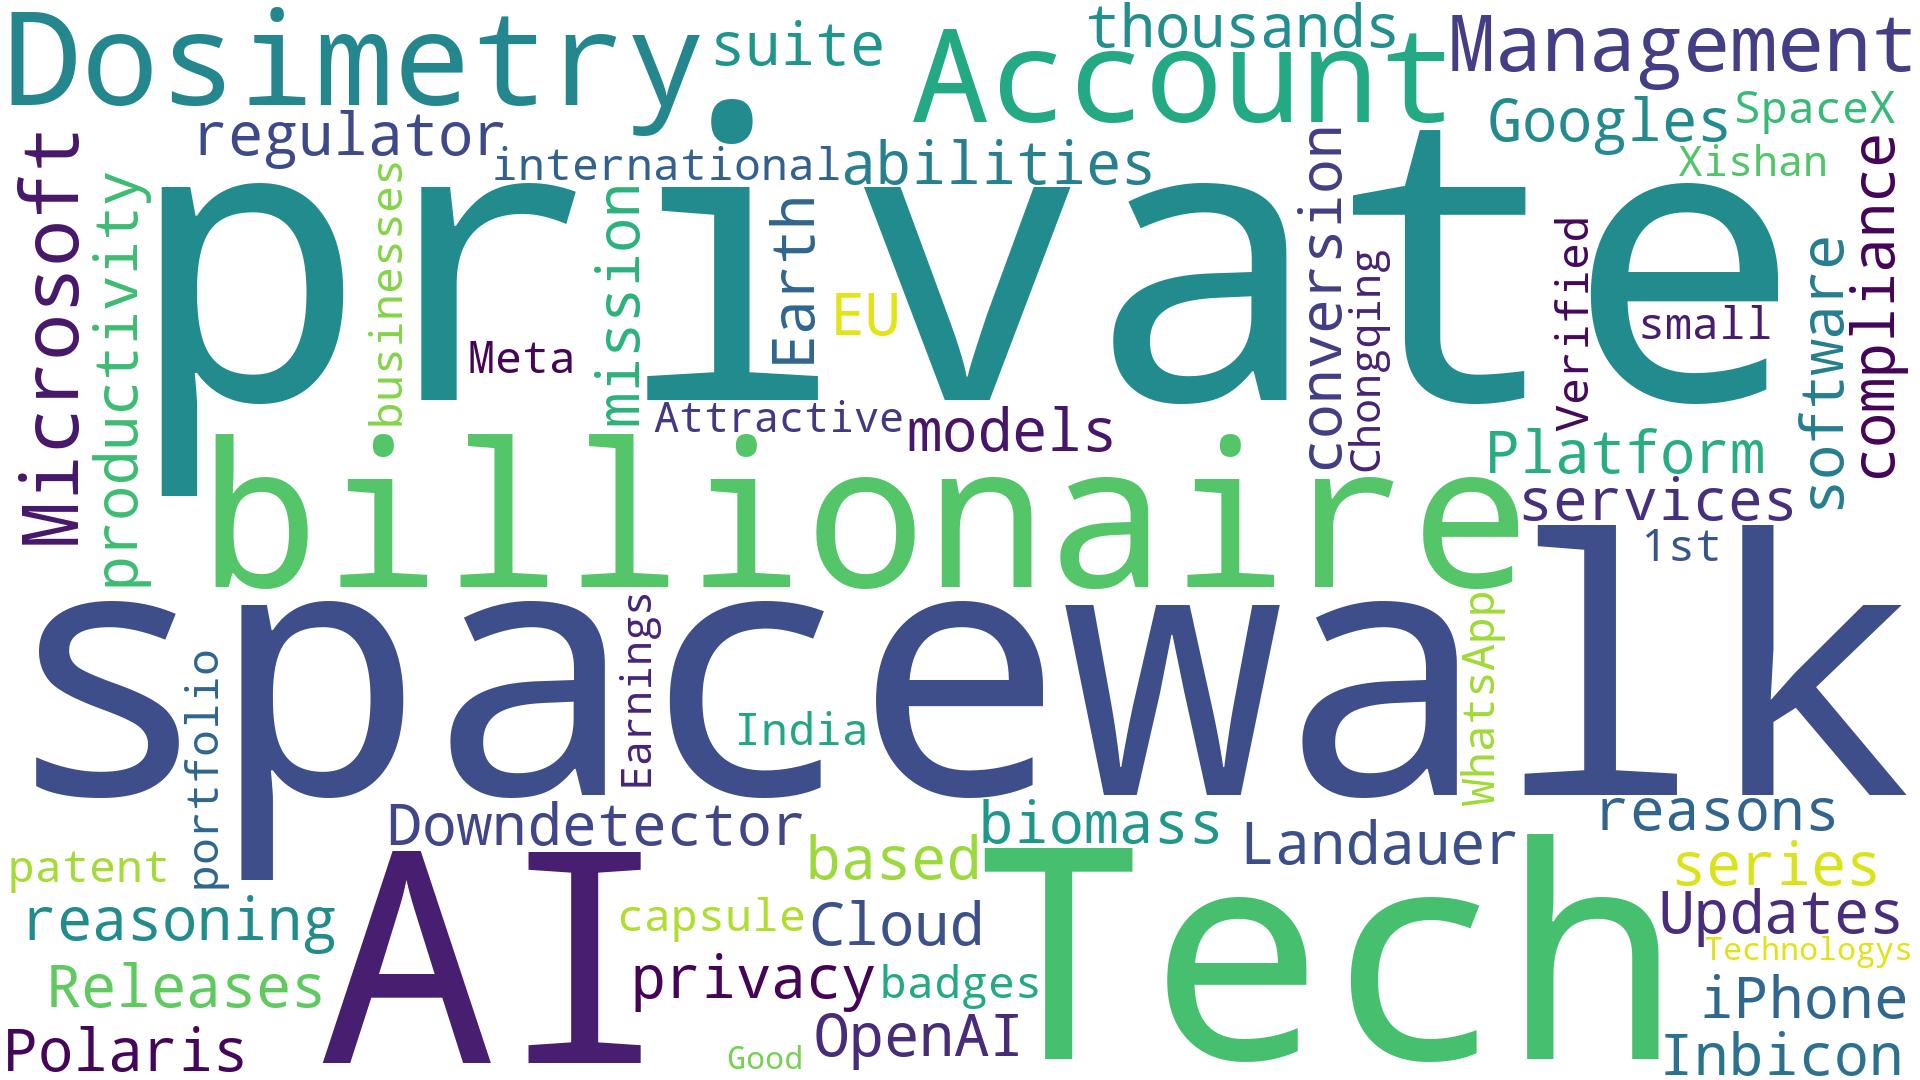 Dosimetry
suite
Account
thousands
Management
regulator
international
abilities
Googles
SpaceX
Xishan
Microsoft
productivity
businesses
private
mission
Earth
EU
Meta
conversion
Chongqing
Verified
small
software
compliance
Attractive
models
billionaire
Platform
services
1st
spacewalk
portfolio
Earnings
India
WhatsApp
Downdetector
biomass
Landauer
reasons
patent
based
series
reasoning
AI
capsule
Cloud
Tech
Updates
Technologys
Releases
privacy
badges
iPhone
Polaris
Good
OpenAI
Inbicon